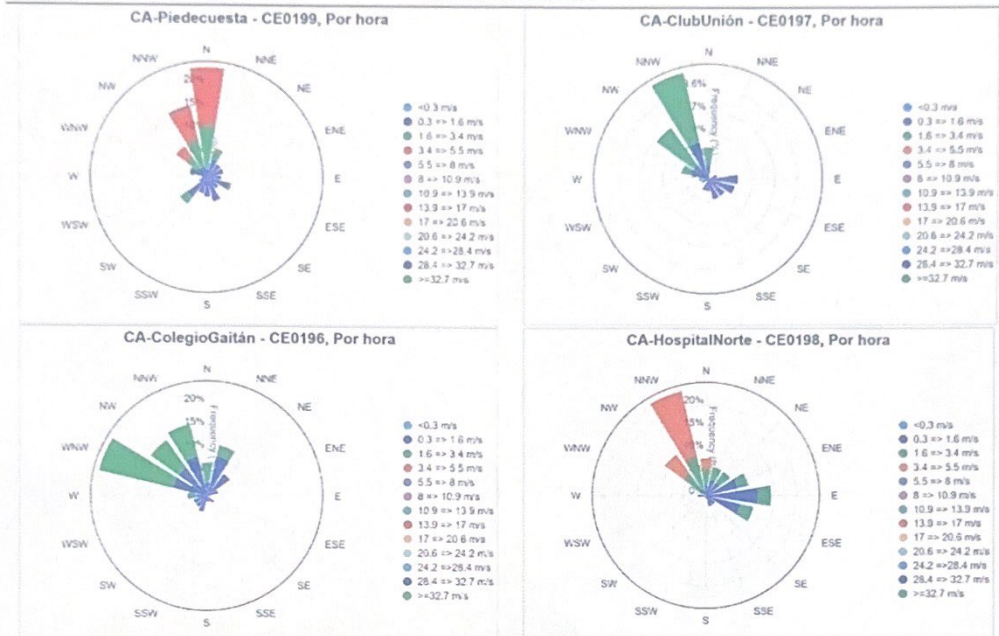 CA-Piedecuesta - CE0199, Por hora
N
NNE
NE
ENE
E
ESE
SE
SSE
S
SSW
SW
WSW
W
WNW
NW
NNW
20%
15%
<0.3 m/s
0.3 => 1.6 m/s
1.6 => 3.4 m/s
3.4 => 5.5 m/s
5.5 => 8 m/s
8 => 10.9 m/s
10.9 => 13.9 m/s
13.9 => 17 m/s
17 => 20.6 m/s
20.6 => 24.2 m/s
24.2 =>28.4 m/s
28.4 => 32.7 m/s
>=32.7 m/s
CA-ClubUnión - CE0197, Por hora
N
NNE
NE
ENE
E
ESE
SE
SSE
S
SSW
SW
WSW
W
WNW
NW
NNW
Frequency
<0.3 m/s
0.3 => 1.6 m/s
1.6 => 3.4 m/s
3.4 => 5.5 m/s
5.5 => 8 m/s
8 => 10.9 m/s
10.9 => 13.9 m/s
13.9 => 17 m/s
17 => 20.6 m/s
20.6 => 24.2 m/s
24.2 =>28.4 m/s
28.4 => 32.7 m/s
>=32.7 m/s
CA-ColegioGaitán - CE0196, Por hora
N
NNE
NE
ENE
E
ESE
SE
SSE
S
SSW
SW
WSW
W
WNW
NW
NNW
20%
15%
Frequency
<0.3 m/s
0.3 => 1.6 m/s
1.6 => 3.4 m/s
3.4 => 5.5 m/s
5.5 => 8 m/s
8 => 10.9 m/s
10.9 => 13.9 m/s
13.9 => 17 m/s
17 => 20.6 m/s
20.6 => 24.2 m/s
24.2 =>28.4 m/s
28.4 => 32.7 m/s
>=32.7 m/s
CA-HospitalNorte - CE0198, Por hora
N
NNE
NE
ENE
E
ESE
SE
SSE
S
SSW
SW
WSW
W
WNW
NW
NNW
20%
15%
Frequency
<0.3 m/s
0.3 => 1.6 m/s
1.6 => 3.4 m/s
3.4 => 5.5 m/s
5.5 => 8 m/s
8 => 10.9 m/s
10.9 => 13.9 m/s
13.9 => 17 m/s
17 => 20.6 m/s
20.6 => 24.2 m/s
24.2 =>28.4 m/s
28.4 => 32.7 m/s
>=32.7 m/s